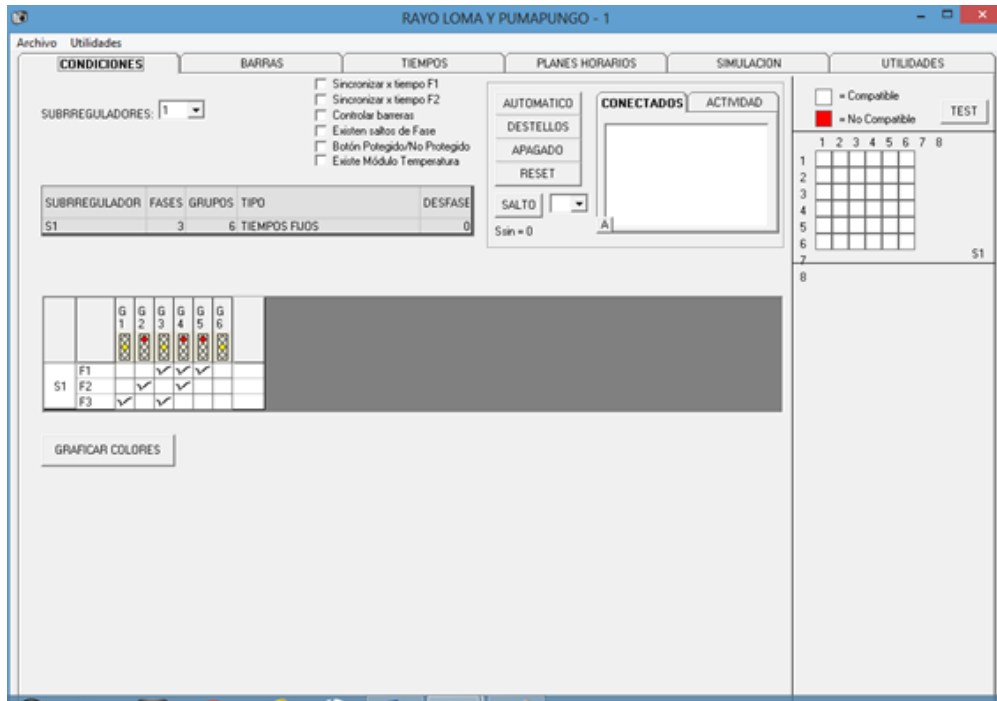 RAYO LOMA Y PUMAPUNGO - 1
Archivo Utilidades
CONDICIONES BARRAS TIEMPOS PLANES HORARIOS SIMULACION UTILIDADES
SUBRREGULADORES: 1
Sincronizar x tiempo F1
Sincronizar x tiempo F2
Controlar barreras
Existen saltos de Fase
Botón Potegido/No Protegido
Existe Módulo Temperatura
AUTOMATICO
DESTELLOS
APAGADO
RESET
SALTO
Ssin = 0
CONECTADOS ACTIVIDAD
A
= Compatible
= No Compatible
TEST
1 2 3 4 5 6 7 8
1
2
3
4
5
6
7
8
S1
SUBRREGULADOR FASES GRUPOS TIPO DESFASE
S1 3 6 TIEMPOS FIJOS 0
G G G G G G
1 2 3 4 5 6
F1
S1 F2
F3
GRAFICAR COLORES